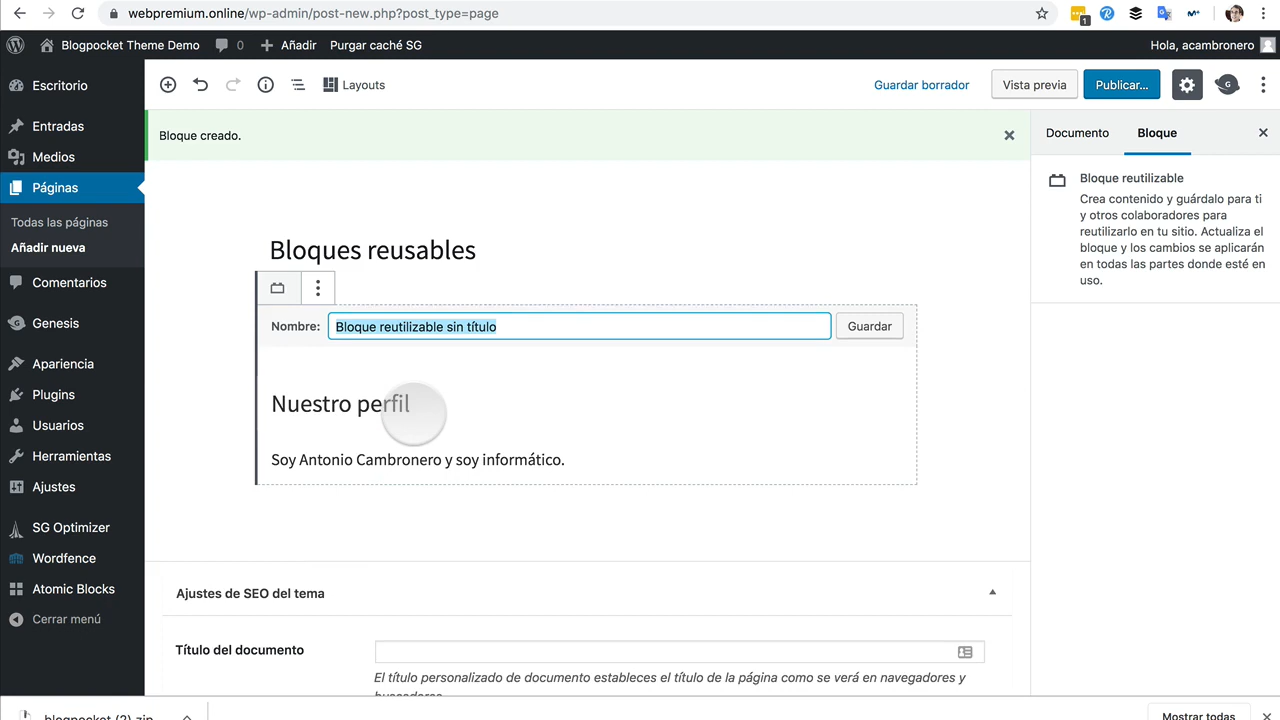 webpremium.online/wp-admin/post-new.php?post_type=page
1
Blogpocket Theme Demo
0
Añadir
Purgar caché SG
Hola, acambronero
Escritorio
Entradas
Medios
Páginas
Todas las páginas
Añadir nueva
Comentarios
Genesis
Apariencia
Plugins
Usuarios
Herramientas
Ajustes
SG Optimizer
Wordfence
Atomic Blocks
Cerrar menú
Layouts
Guardar borrador
Vista previa
Publicar...
G
Bloque creado.
Documento
Bloque
Bloque reutilizable
Crea contenido y guárdalo para ti
y otros colaboradores para
reutilizarlo en tu sitio. Actualiza el
bloque y los cambios se aplicarán
en todas las partes donde esté en
uso.
Bloques reusables
Nombre:
Bloque reutilizable sin título
Guardar
Nuestro perfil
Soy Antonio Cambronero y soy informático.
Ajustes de SEO del tema
Título del documento
El título personalizado de documento estableces el título de la página como se verá en navegadores y
buscadores.
blogpocket (2).zip
Mostrar todas